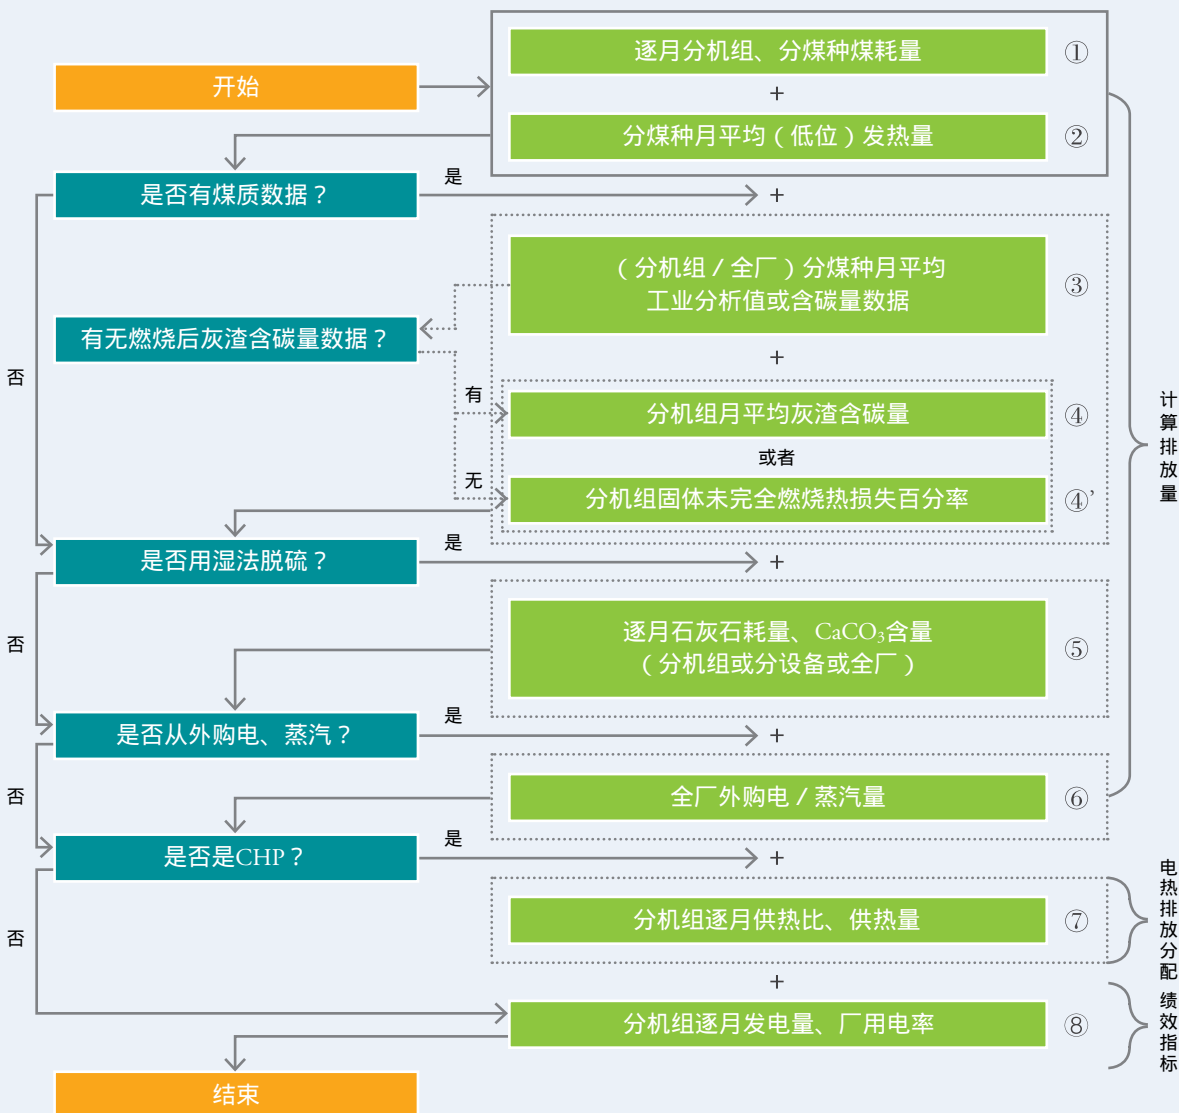 逐月分机组、分煤种煤耗量
①
开始
+
分煤种月平均（低位）发热量
②
是否有煤质数据？
是
+
（分机组／全厂）分煤种月平均
工业分析值或含碳量数据
③
有无燃烧后灰渣含碳量数据？
+
否
有
分机组月平均灰渣含碳量
④
计算排放量
或者
无
分机组固体未完全燃烧热损失百分率
④’
是否用湿法脱硫？
是
+
否
逐月石灰石耗量、CaCO₃含量
（分机组或分设备或全厂）
⑤
是否从外购电、蒸汽？
是
+
否
全厂外购电／蒸汽量
⑥
是否是CHP？
是
+
否
分机组逐月供热比、供热量
⑦
电热排放分配
+
分机组逐月发电量、厂用电率
⑧
绩效指标
结束